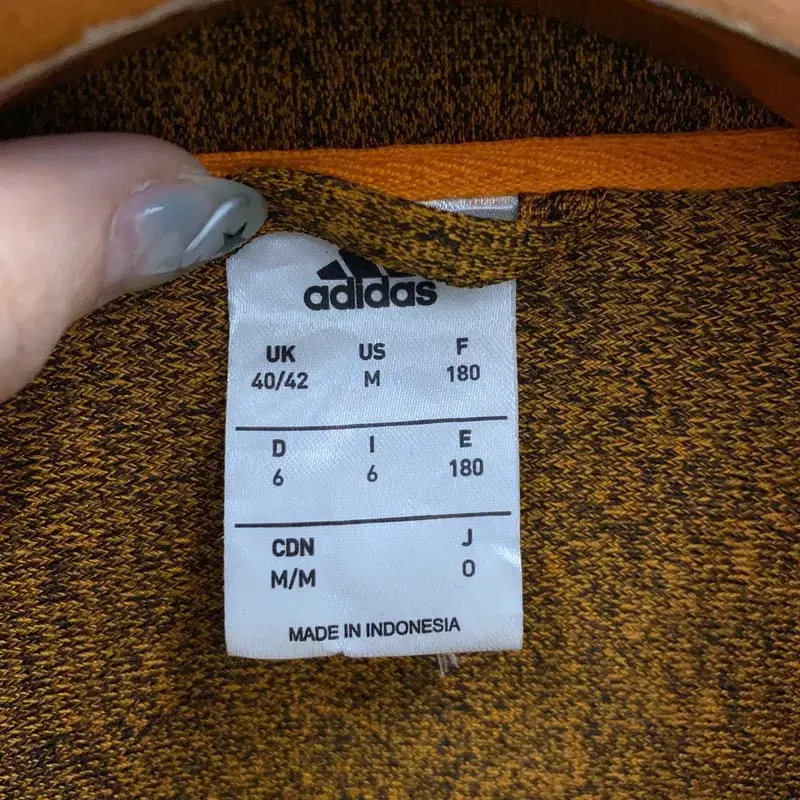 adidas
UK US F
40/42 M 180
D I E
6 6 180
CDN J
M/M O
MADE IN INDONESIA